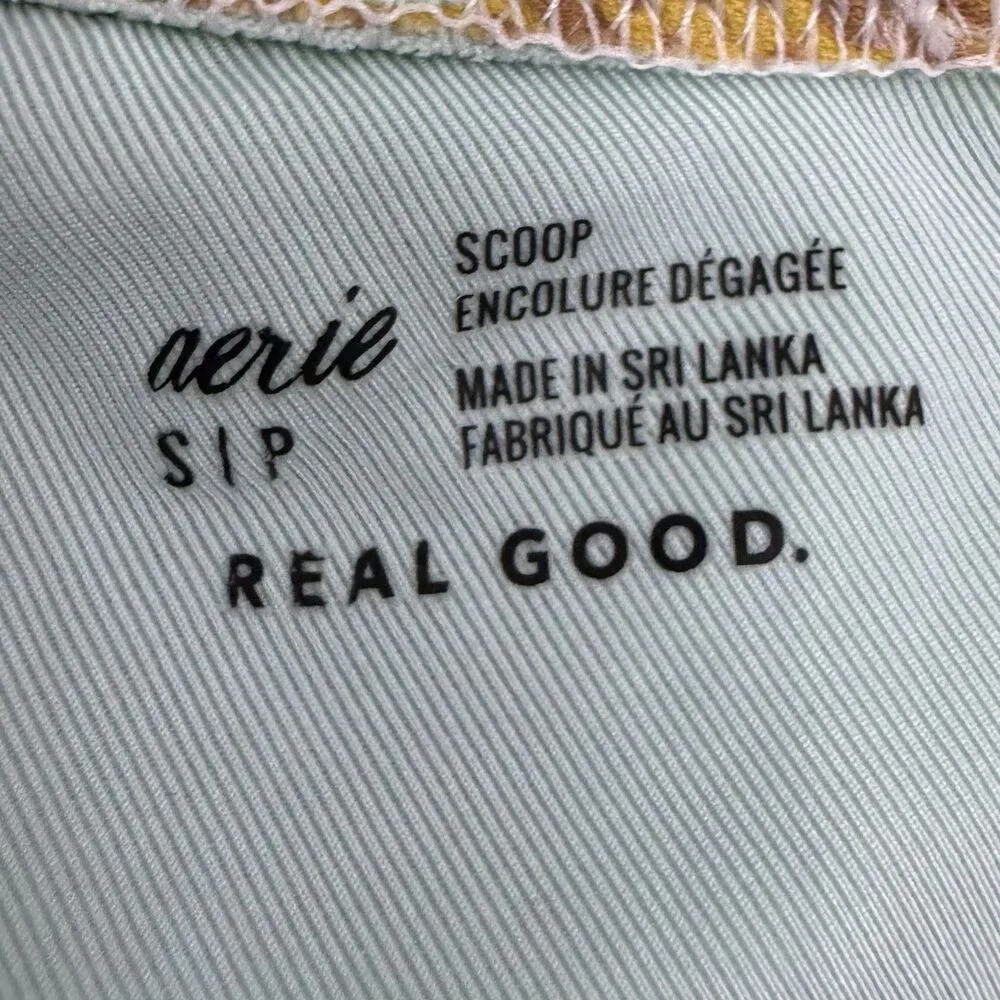 aerie
S | P
SCOOP
ENCOLURE DÉGAGÉE
MADE IN SRI LANKA
FABRIQUÉ AU SRI LANKA
REAL GOOD.